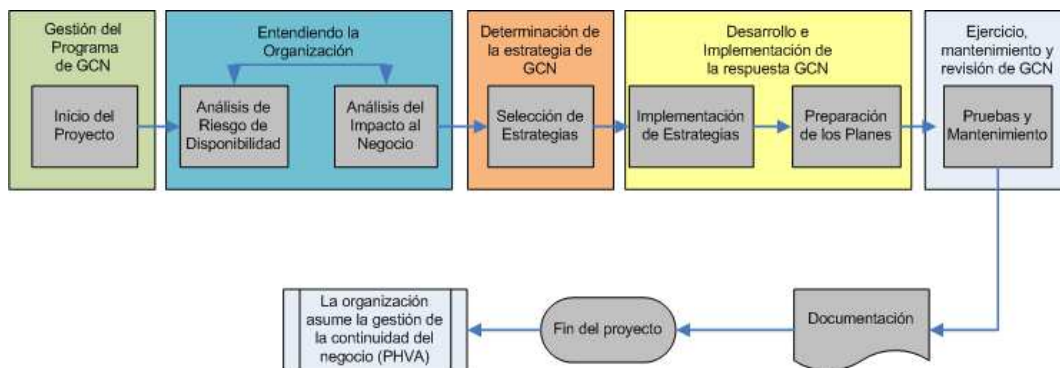 Gestión del
Programa
de GCN
Inicio del
Proyecto
Entendiendo la
Organización
Análisis de
Riesgo de
Disponibilidad
Análisis del
Impacto al
Negocio
Determinación de
la estrategia de
GCN
Selección de
Estrategias
Desarrollo e
Implementación de
la respuesta GCN
Implementación
de Estrategias
Preparación
de los Planes
Ejercicio,
mantenimiento y
revisión de GCN
Pruebas y
Mantenimiento
La organización
asume la gestión de
la continuidad del
negocio (PHVA)
Fin del proyecto
Documentación